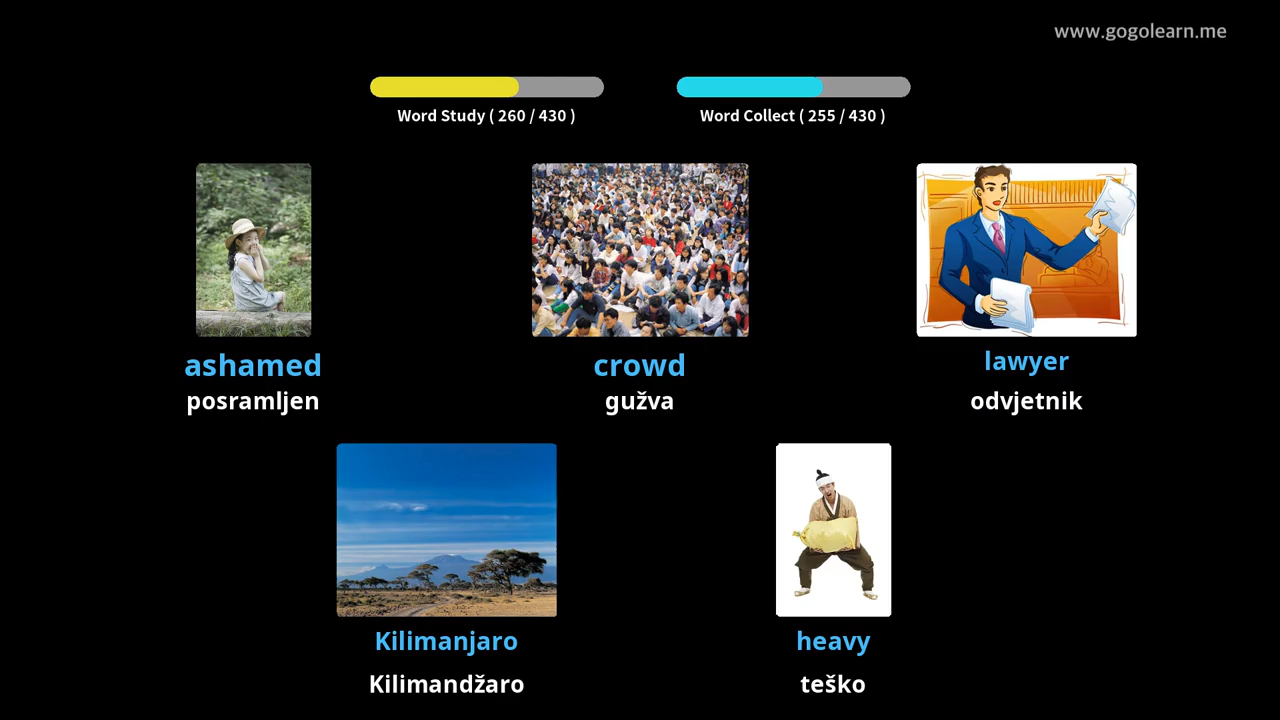 www.gogolearn.me
Word Study ( 260 / 430 )
Word Collect ( 255 / 430 )
ashamed
posramljen
crowd
gužva
lawyer
odvjetnik
Kilimanjaro
Kilimandžaro
heavy
teško